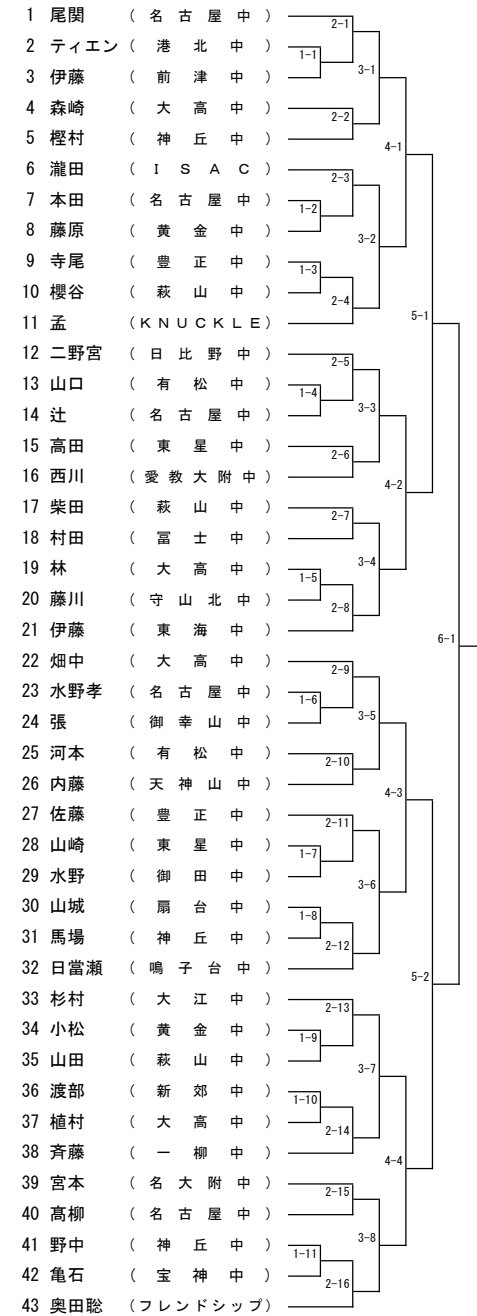 1 尾関 (名古屋中)
2 ティエン (港北中)
3 伊藤 (前津中)
4 森崎 (大高中)
5 樫村 (神丘中)
6 瀧田 (ISAC)
7 本田 (名古屋中)
8 藤原 (黄金中)
9 寺尾 (豊正中)
10 櫻谷 (萩山中)
11 孟 (KNUCKLE)
12 二野宮 (日比野中)
13 山口 (有松中)
14 辻 (名古屋中)
15 高田 (東星中)
16 西川 (愛教大附中)
17 柴田 (萩山中)
18 村田 (冨士中)
19 林 (大高中)
20 藤川 (守山北中)
21 伊藤 (東海中)
22 畑中 (大高中)
23 水野孝 (名古屋中)
24 張 (御幸山中)
25 河本 (有松中)
26 内藤 (天神山中)
27 佐藤 (豊正中)
28 山崎 (東星中)
29 水野 (御田中)
30 山城 (扇台中)
31 馬場 (神丘中)
32 日當瀬 (鳴子台中)
33 杉村 (大江中)
34 小松 (黄金中)
35 山田 (萩山中)
36 渡部 (新郊中)
37 植村 (大高中)
38 斉藤 (一柳中)
39 宮本 (名大附中)
40 髙柳 (名古屋中)
41 野中 (神丘中)
42 亀石 (宝神中)
43 奥田聡 (フレンドシップ)
1-1
1-2
1-3
1-4
1-5
1-6
1-7
1-8
1-9
1-10
1-11
2-1
2-2
2-3
2-4
2-5
2-6
2-7
2-8
2-9
2-10
2-11
2-12
2-13
2-14
2-15
2-16
3-1
3-2
3-3
3-4
3-5
3-6
3-7
3-8
4-1
4-2
4-3
4-4
5-1
5-2
6-1